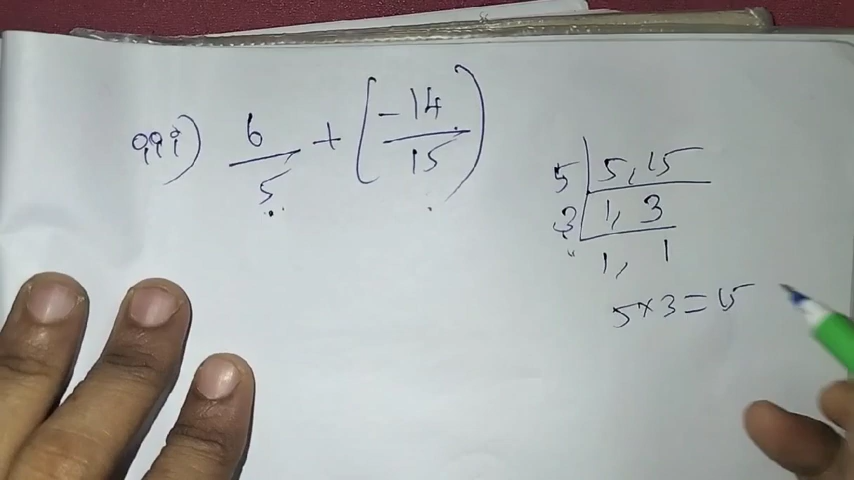 iii) 6/5 + (-14/15)
5 | 5, 15
3 | 1, 3
1, 1
5 × 3 = 15